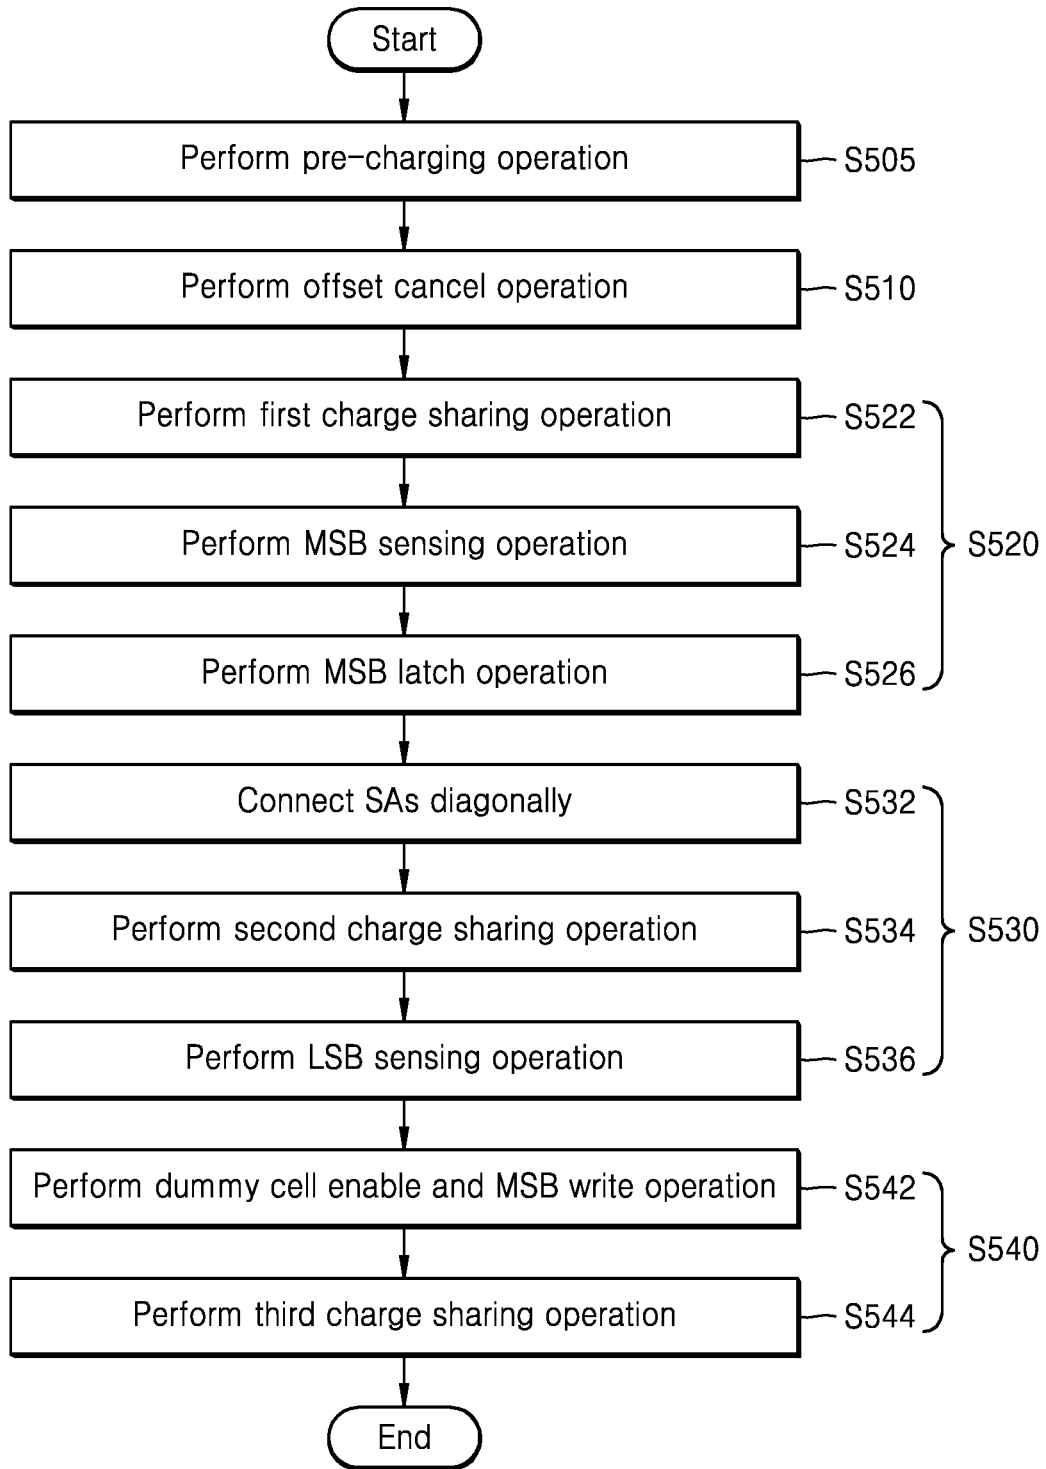 Start
Perform pre-charging operation S505
Perform offset cancel operation S510
Perform first charge sharing operation S522
Perform MSB sensing operation S524 S520
Perform MSB latch operation S526
Connect SAs diagonally S532
Perform second charge sharing operation S534 S530
Perform LSB sensing operation S536
Perform dummy cell enable and MSB write operation S542
S540
Perform third charge sharing operation S544
End